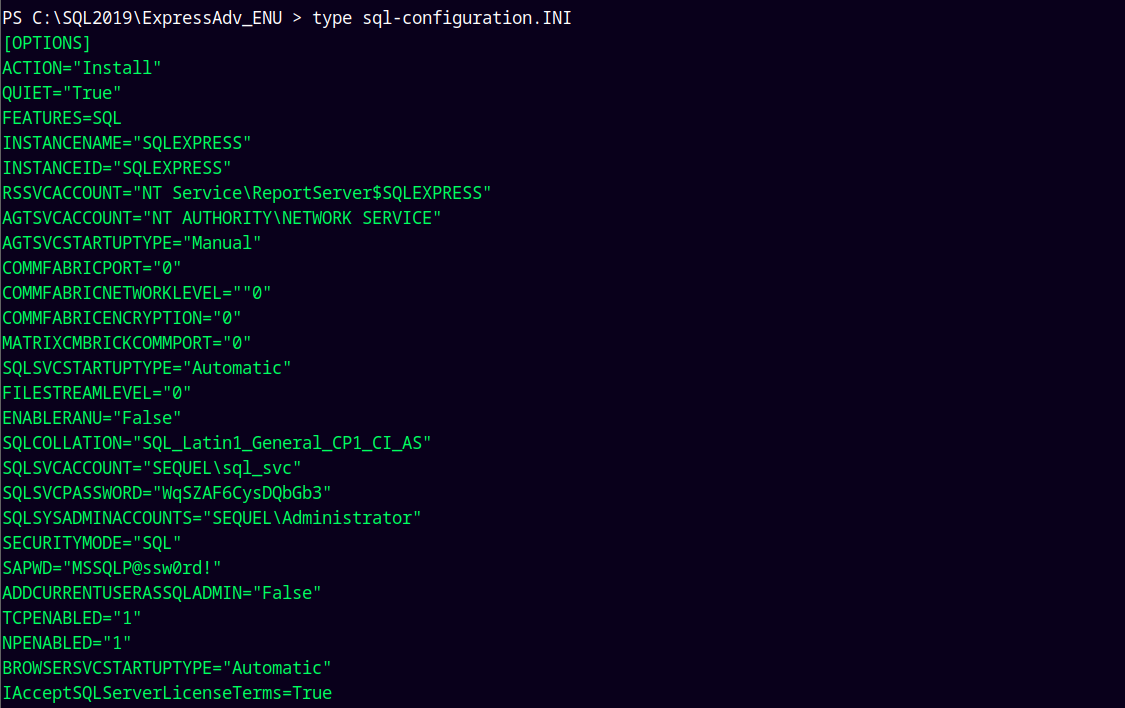 PS C:\SQL2019\ExpressAdv_ENU > type sql-configuration.INI
[OPTIONS]
ACTION="Install"
QUIET="True"
FEATURES=SQL
INSTANCENAME="SQLEXPRESS"
INSTANCEID="SQLEXPRESS"
RSSVCACCOUNT="NT Service\ReportServer$SQLEXPRESS"
AGTSVCACCOUNT="NT AUTHORITY\NETWORK SERVICE"
AGTSVCSTARTUPTYPE="Manual"
COMMFABRICPORT="0"
COMMFABRICNETWORKLEVEL=""0"
COMMFABRICENCRYPTION="0"
MATRIXCMBRICKCOMMPORT="0"
SQLSVCSTARTUPTYPE="Automatic"
FILESTREAMLEVEL="0"
ENABLERANU="False"
SQLCOLLATION="SQL_Latin1_General_CP1_CI_AS"
SQLSVCACCOUNT="SEQUEL\sql_svc"
SQLSVCPASSWORD="WqSZAF6CysDQbGb3"
SQLSYSADMINACCOUNTS="SEQUEL\Administrator"
SECURITYMODE="SQL"
SAPWD="MSSQLP@ssw0rd!"
ADDCURRENTUSERASSQLADMIN="False"
TCPENABLED="1"
NPENABLED="1"
BROWSERSVCSTARTUPTYPE="Automatic"
IAcceptSQLServerLicenseTerms=True